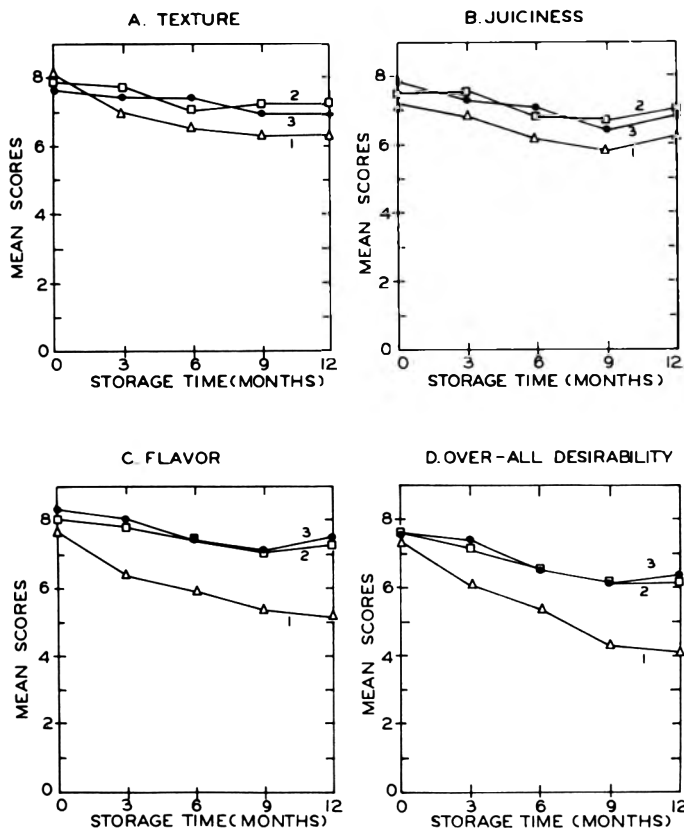 A. TEXTURE
MEAN SCORES
8
6
4
2
0
2
3
1
0 3 6 9 12
STORAGE TIME(MONTHS)
B. JUICINESS
MEAN SCORES
8
6
4
2
0
2
3
1
0 3 6 9 12
STORAGE TIME (MONTHS)
C. FLAVOR
MEAN SCORES
8
6
4
2
0
3
2
1
0 3 6 9 12
STORAGE TIME(MONTHS)
D. OVER-ALL DESIRABILITY
MEAN SCORES
8
6
4
2
0
3
2
1
0 3 6 9 12
STORAGE TIME (MONTHS)